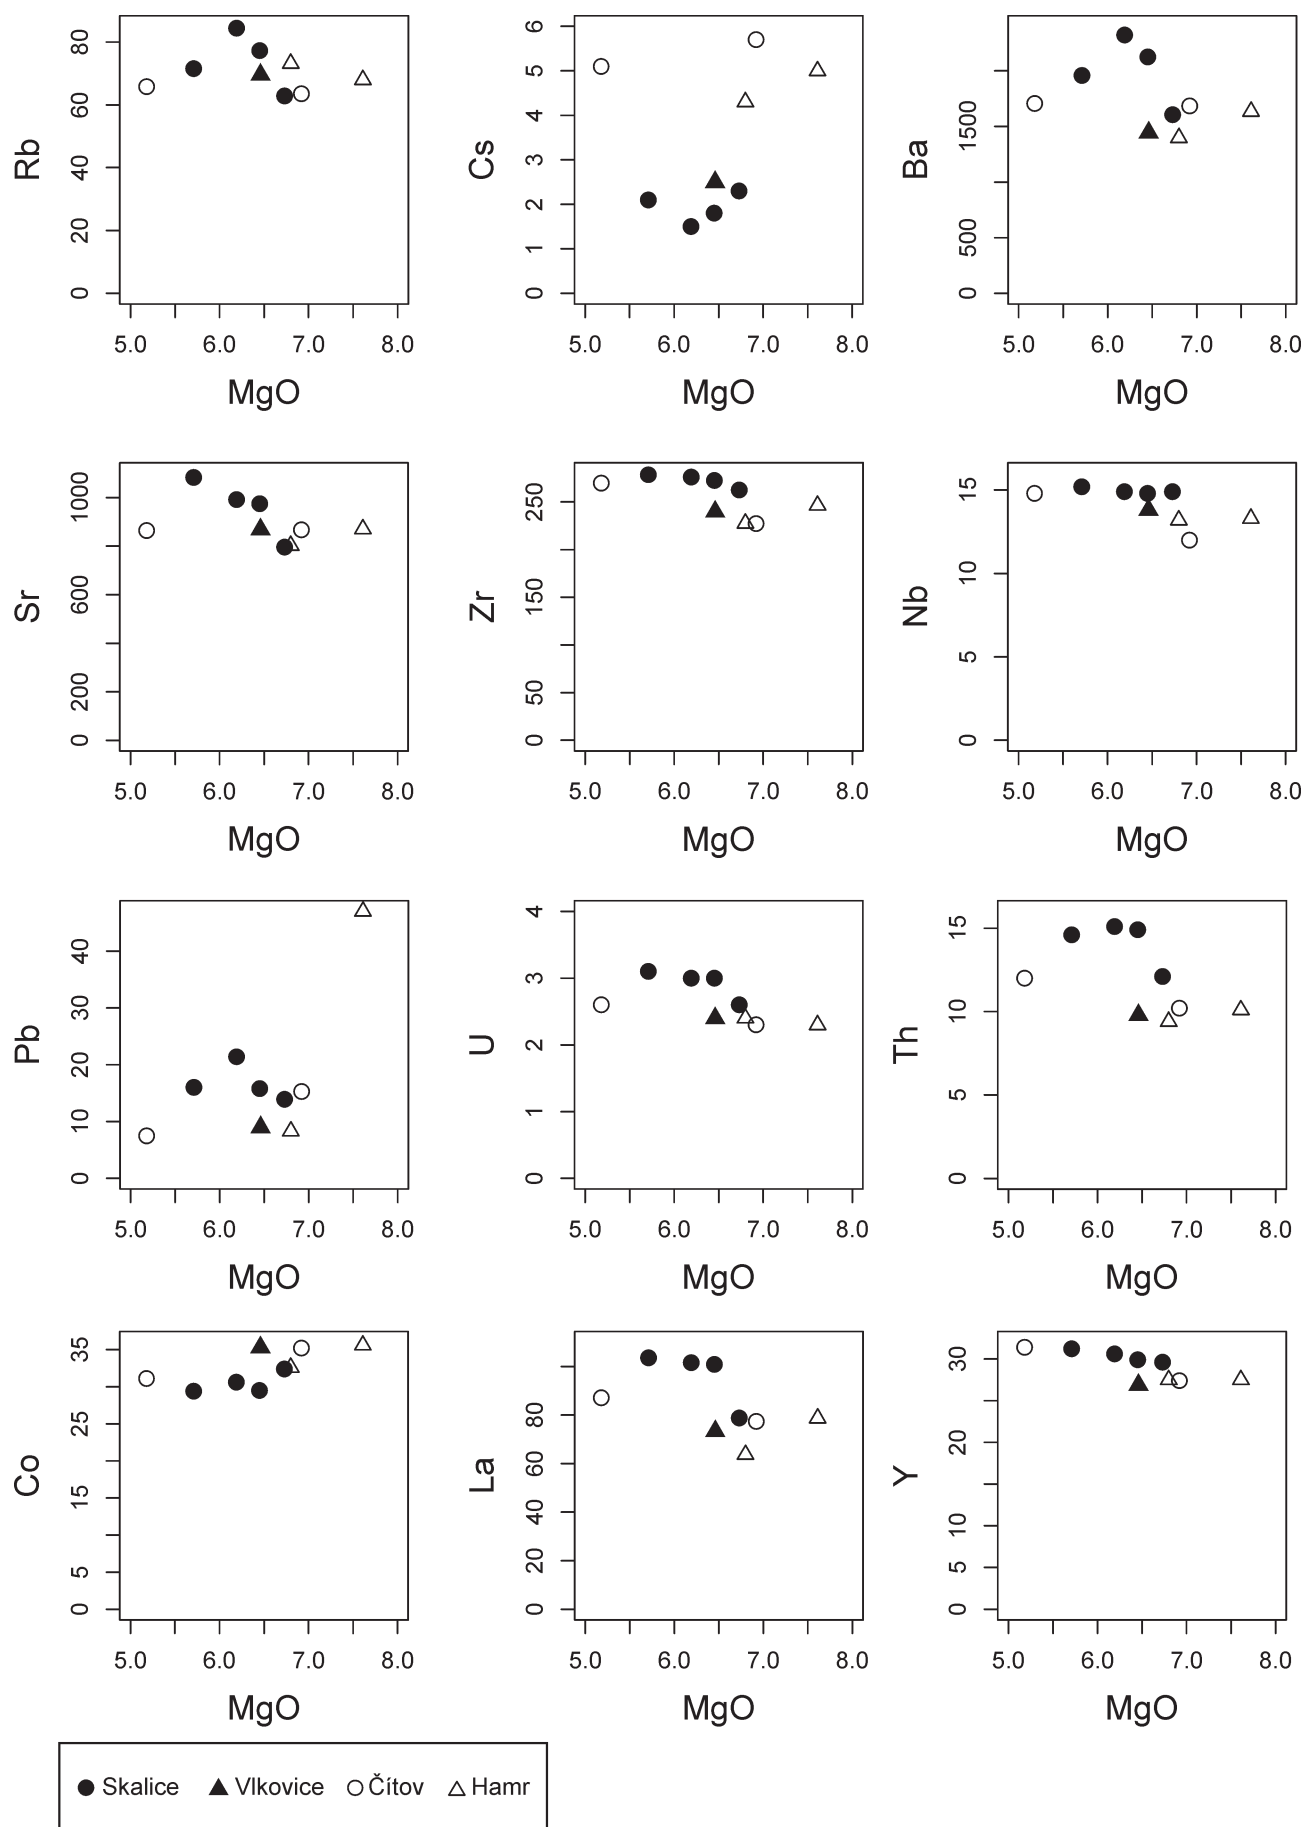 Rb 0 20 40 60 80
5.0 6.0 7.0 8.0
MgO
Cs 0 1 2 3 4 5 6
5.0 6.0 7.0 8.0
MgO
Ba 0 500 1500
5.0 6.0 7.0 8.0
MgO
Sr 0 200 600 1000
5.0 6.0 7.0 8.0
MgO
Zr 0 50 150 250
5.0 6.0 7.0 8.0
MgO
Nb 0 5 10 15
5.0 6.0 7.0 8.0
MgO
Pb 0 10 20 30 40
5.0 6.0 7.0 8.0
MgO
U 0 1 2 3 4
5.0 6.0 7.0 8.0
MgO
Th 0 5 10 15
5.0 6.0 7.0 8.0
MgO
Co 0 5 15 25 35
5.0 6.0 7.0 8.0
MgO
La 0 20 40 60 80
5.0 6.0 7.0 8.0
MgO
Y 0 5 10 20 30
5.0 6.0 7.0 8.0
MgO
Skalice Vlkovice Čítov Hamr